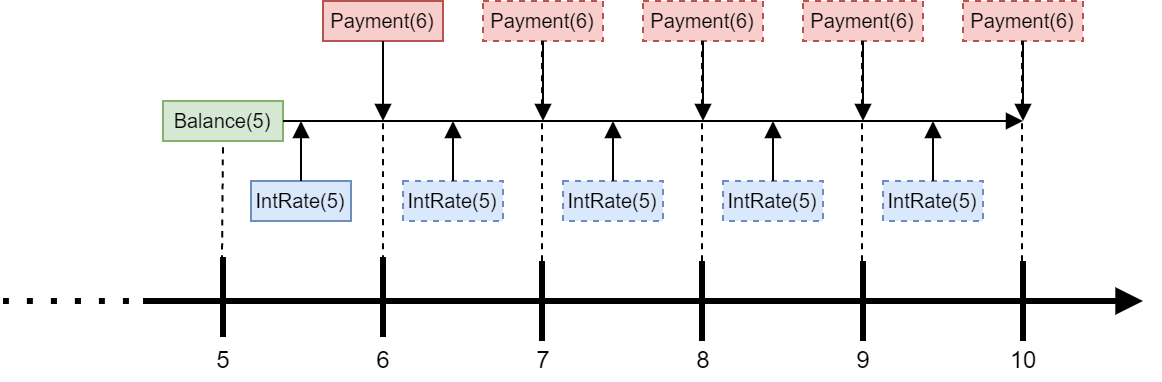 Payment(6)
Payment(6)
Payment(6)
Payment(6)
Payment(6)
Balance(5)
IntRate(5)
IntRate(5)
IntRate(5)
IntRate(5)
IntRate(5)
5
6
7
8
9
10